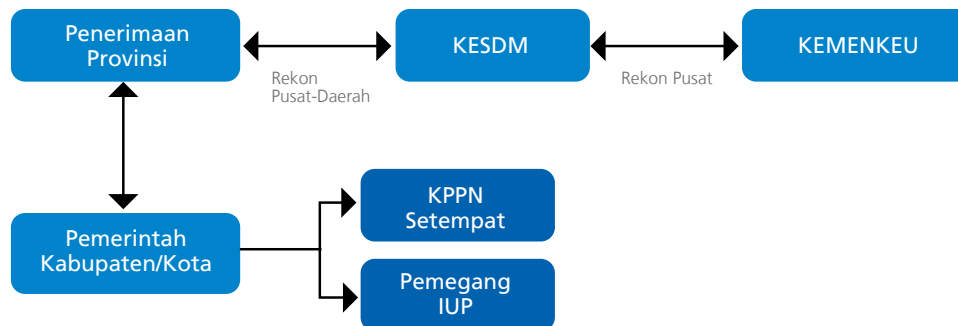 Penerimaan
Provinsi
KESDM
KEMENKEU
Rekon
Pusat-Daerah
Rekon Pusat
KPPN
Setempat
Pemerintah
Kabupaten/Kota
Pemegang
IUP